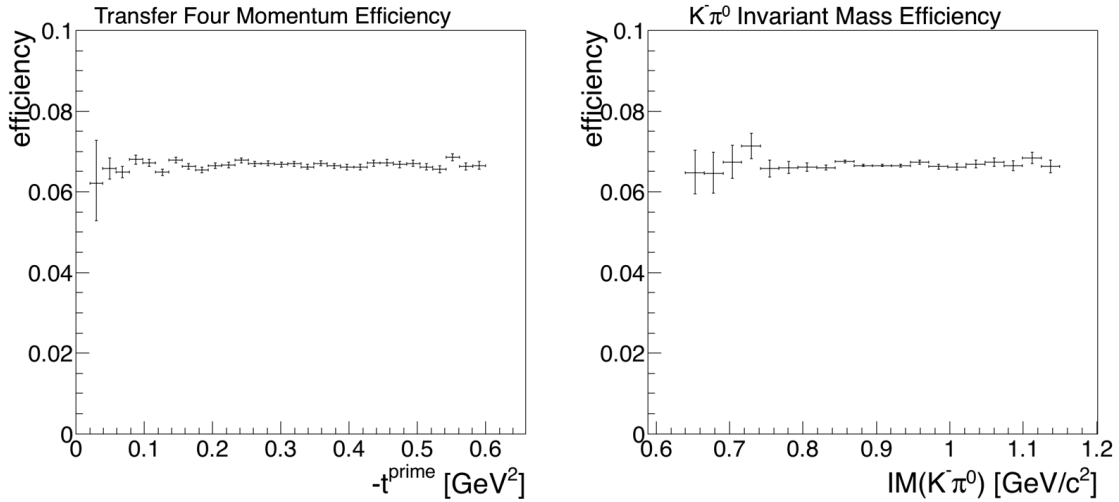 Transfer Four Momentum Efficiency
efficiency
0.1
0.08
0.06
0.04
0.02
0
0 0.1 0.2 0.3 0.4 0.5 0.6
-t^prime [GeV²]
K⁻π⁰ Invariant Mass Efficiency
efficiency
0.1
0.08
0.06
0.04
0.02
0
0.6 0.7 0.8 0.9 1 1.1 1.2
IM(K⁻π⁰) [GeV/c²]